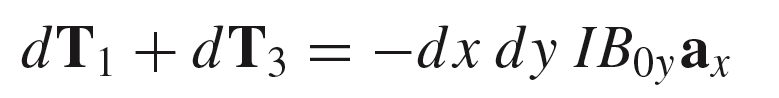 d𝐓₁ + d𝐓₃ = −dx dy IB₀ᵧ𝐚ₓ